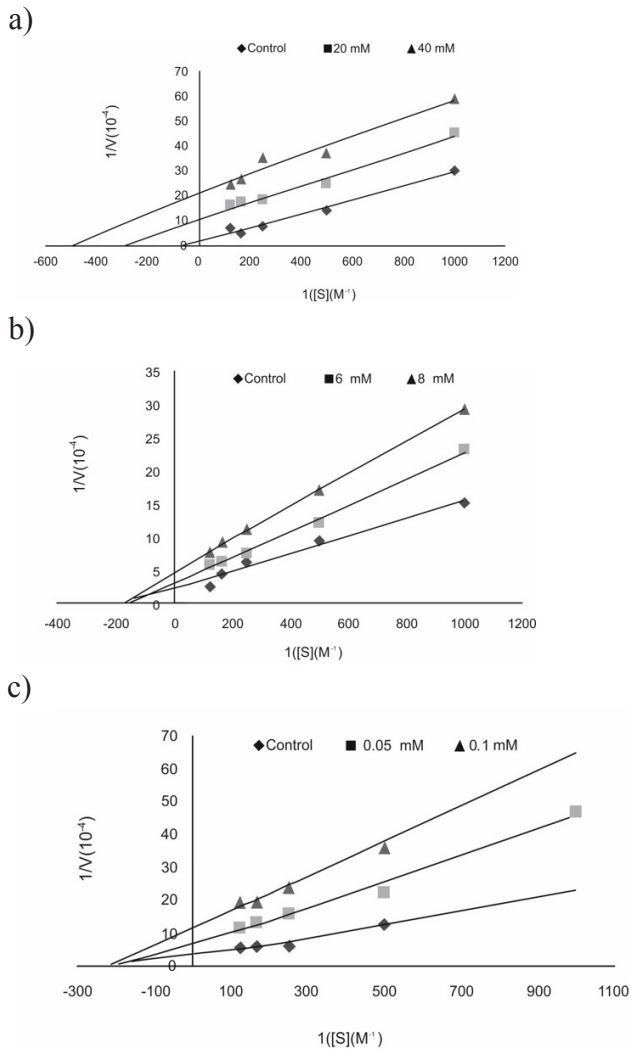 a)
Control 20 mM 40 mM
70
60
50
40
30
20
10
0
1/V(10⁻⁴)
-600 -400 -200 0 200 400 600 800 1000 1200
1([S](M⁻¹)
b)
Control 6 mM 8 mM
35
30
25
20
15
10
5
0
1/V(10⁻⁴)
-400 -200 0 200 400 600 800 1000 1200
1([S](M⁻¹)
c)
Control 0.05 mM 0.1 mM
70
60
50
40
30
20
10
0
1/V(10⁻⁴)
-300 -100 100 300 500 700 900 1100
1([S](M⁻¹)